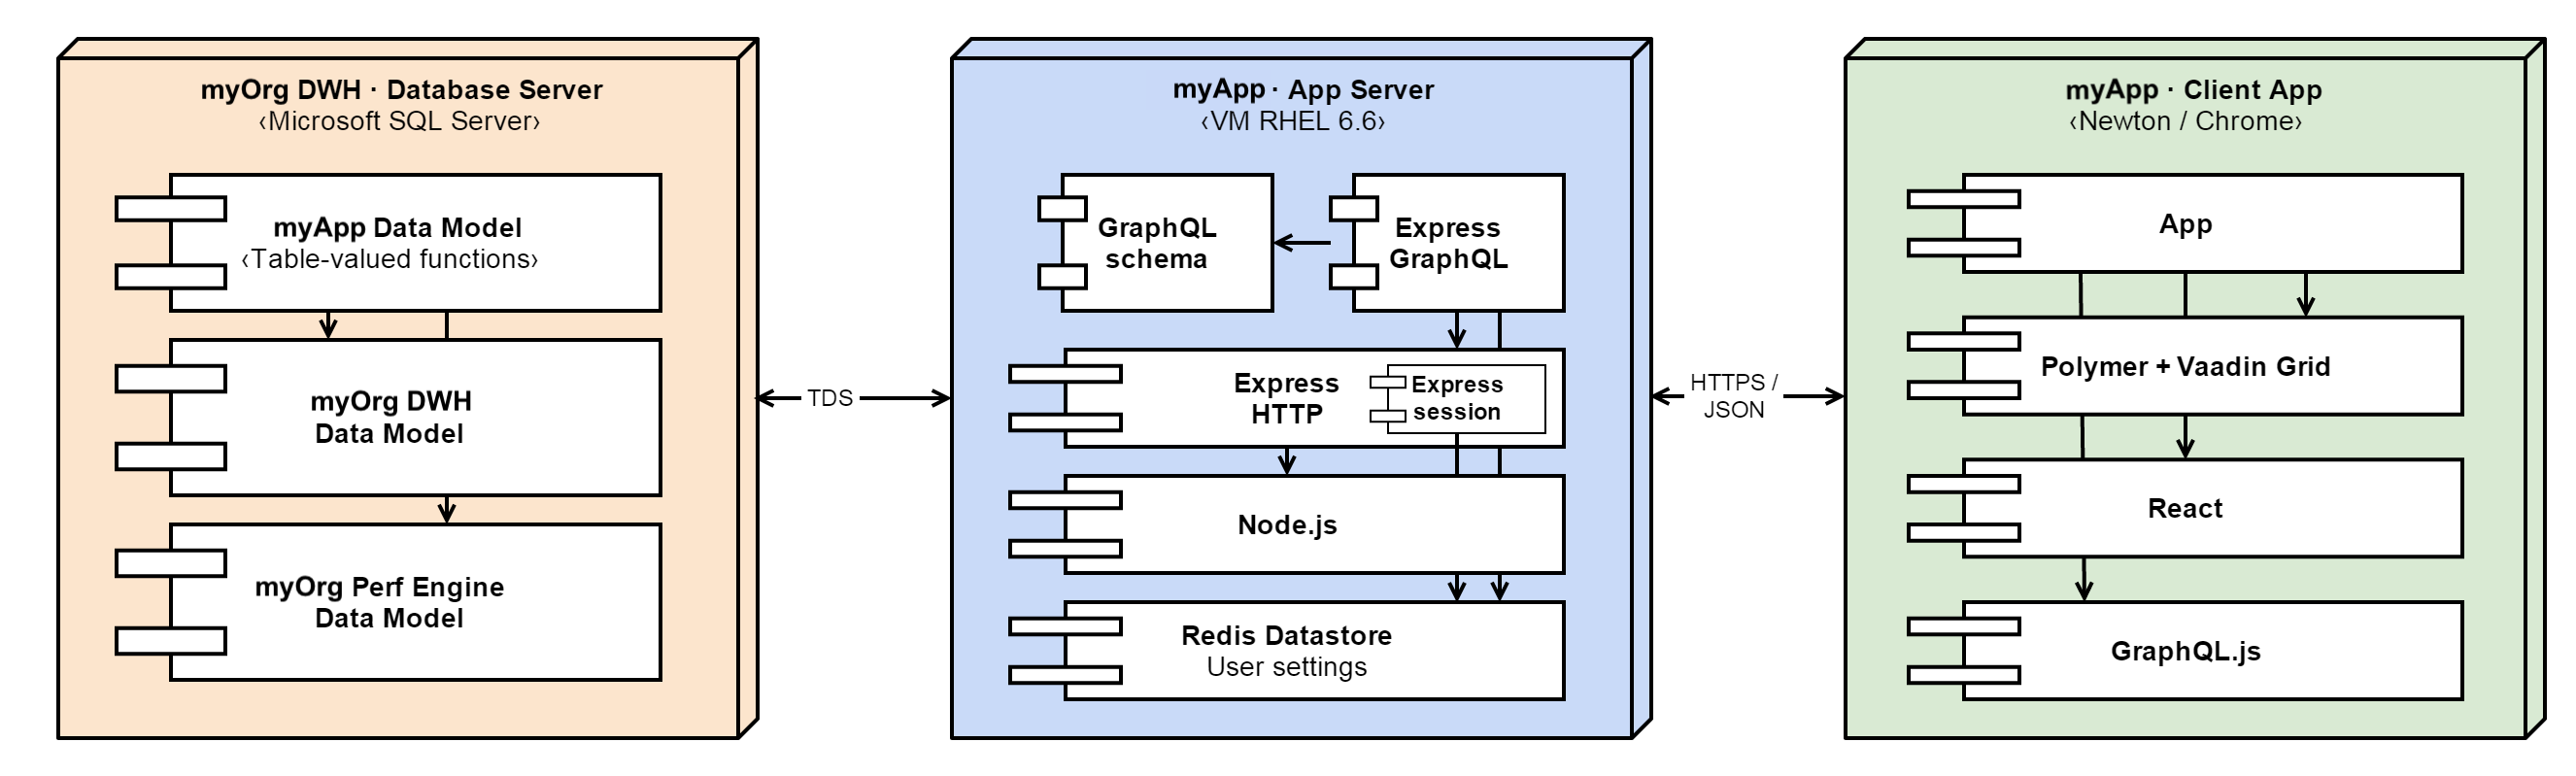 myOrg DWH · Database Server
‹Microsoft SQL Server›
myApp Data Model
‹Table-valued functions›
myOrg DWH
Data Model
myOrg Perf Engine
Data Model
TDS
myApp · App Server
‹VM RHEL 6.6›
GraphQL
schema
Express
GraphQL
Express
HTTP
Express
session
Node.js
Redis Datastore
User settings
HTTPS /
JSON
myApp · Client App
‹Newton / Chrome›
App
Polymer + Vaadin Grid
React
GraphQL.js